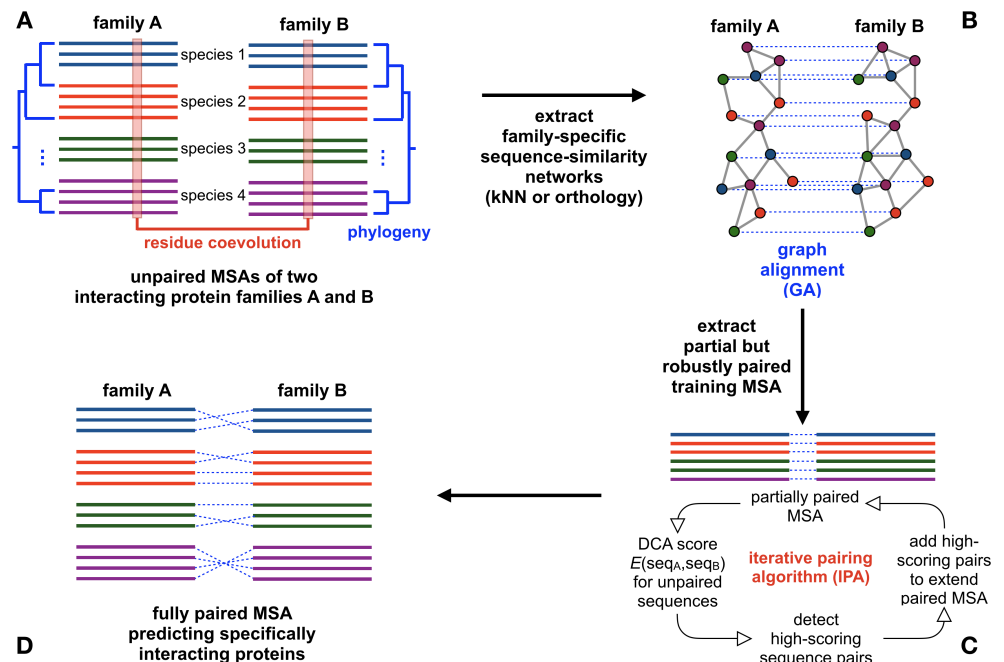 A
family A
family B
species 1
species 2
species 3
species 4
residue coevolution
phylogeny
unpaired MSAs of two
interacting protein families A and B
extract
family-specific
sequence-similarity
networks
(kNN or orthology)
B
family A
family B
graph
alignment
(GA)
extract
partial but
robustly paired
training MSA
partially paired
MSA
DCA score
E(seqA,seqB)
for unpaired
sequences
iterative pairing
algorithm (IPA)
add high-
scoring pairs
to extend
paired MSA
detect
high-scoring
sequence pairs
C
family A
family B
fully paired MSA
predicting specifically
interacting proteins
D